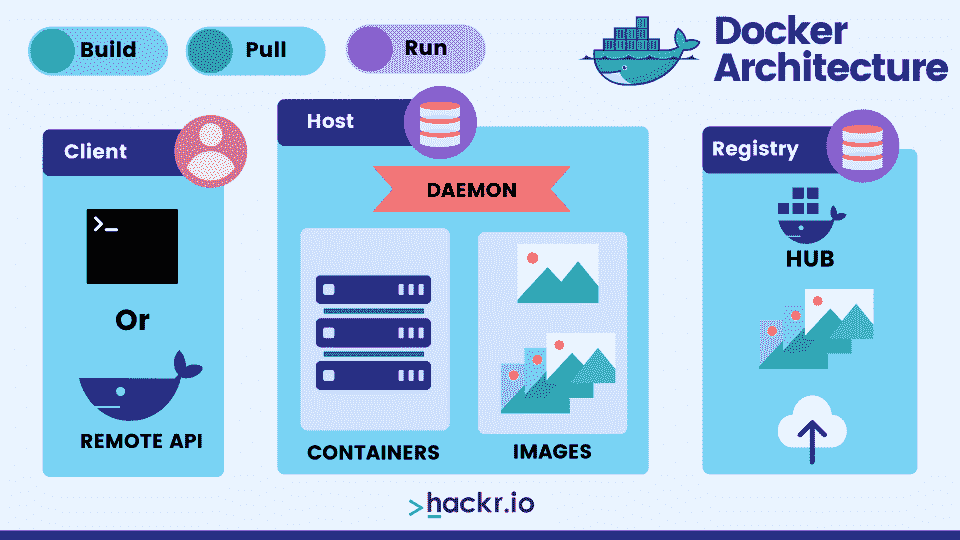 Build
Pull
Run
Docker
Architecture
Client
>_
Or
REMOTE API
Host
DAEMON
CONTAINERS
IMAGES
Registry
HUB
>hackr.io